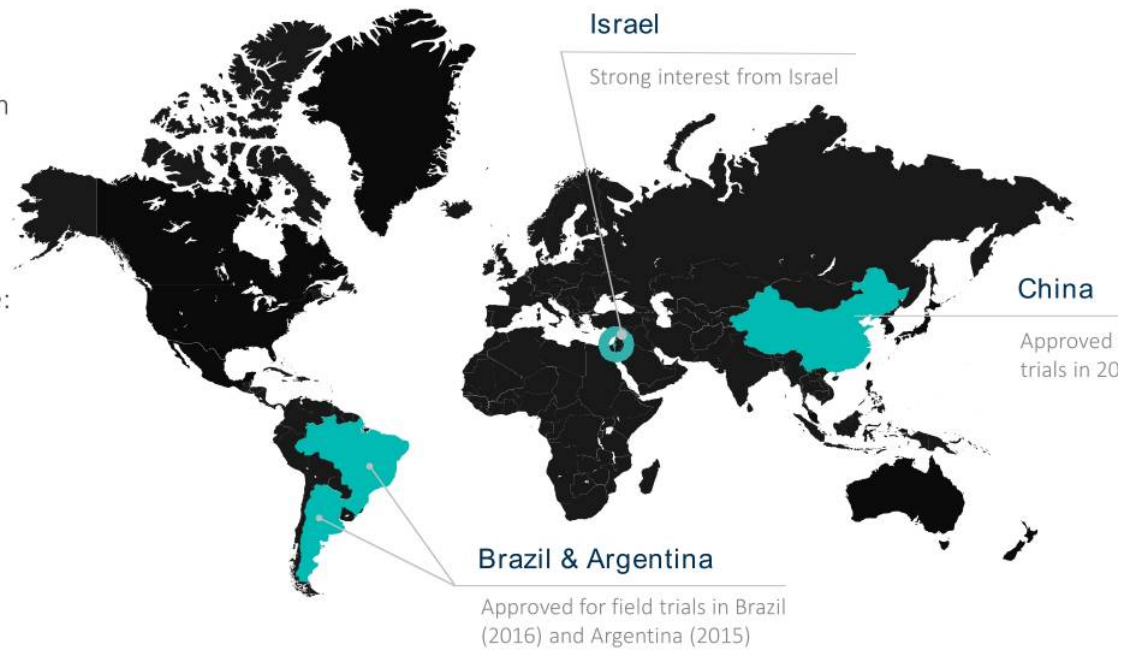 Israel
Strong interest from Israel
China
Approved
trials in 20
Brazil & Argentina
Approved for field trials in Brazil
(2016) and Argentina (2015)